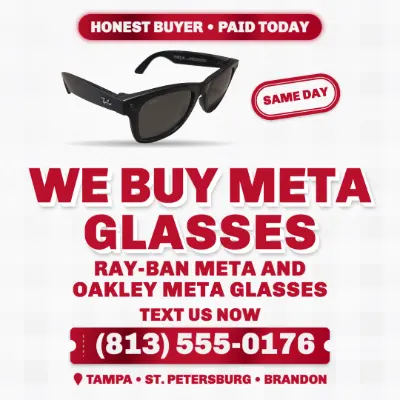 HONEST BUYER • PAID TODAY
Ray-Ban
SAME DAY
WE BUY META
GLASSES
RAY-BAN META AND
OAKLEY META GLASSES
TEXT US NOW
(813) 555-0176
TAMPA • ST. PETERSBURG • BRANDON